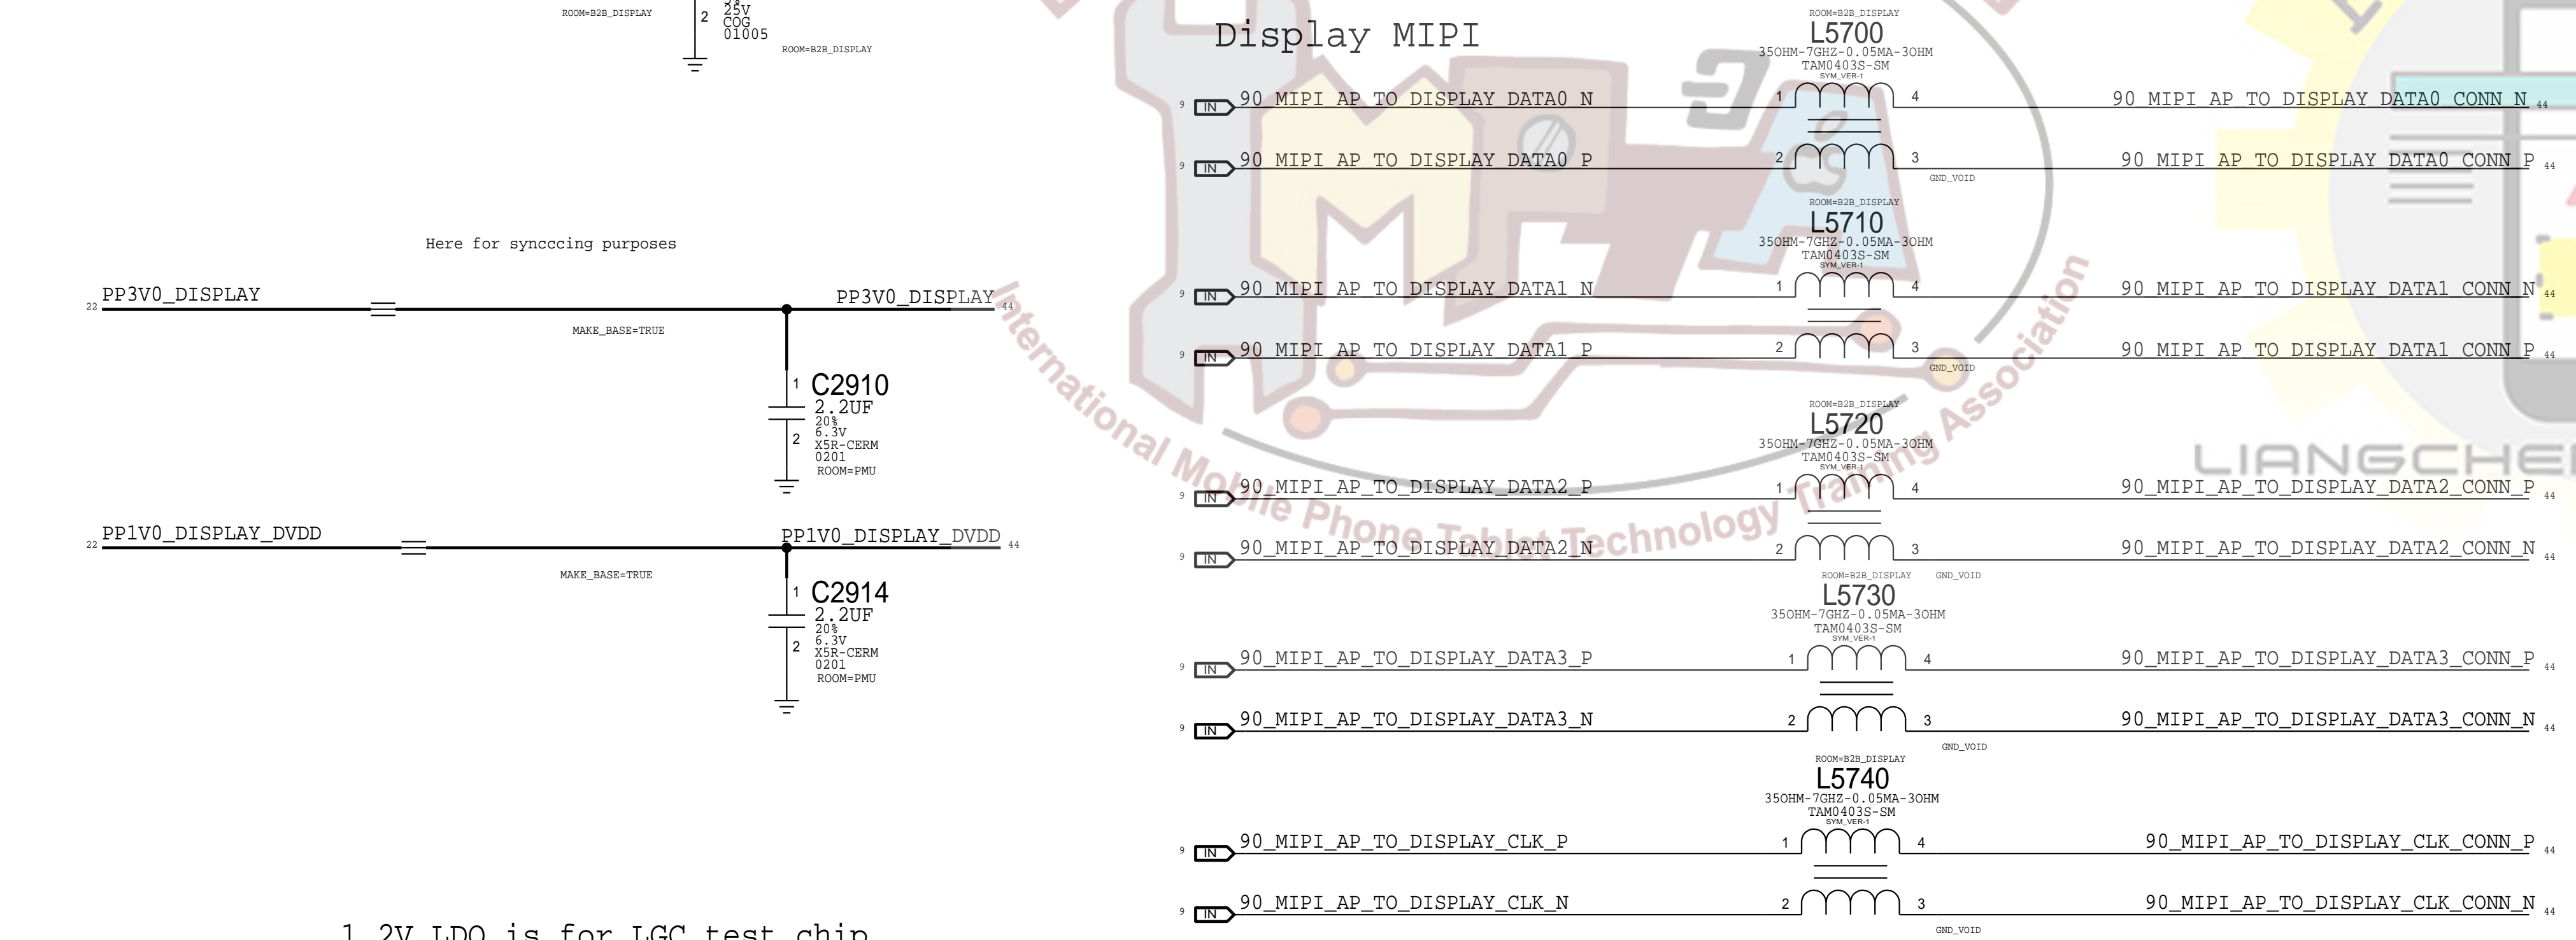 ROOM=B2B_DISPLAY
2
25V
COG
01005
ROOM=B2B_DISPLAY
Here for syncccing purposes
22
PP3V0_DISPLAY
PP3V0_DISPLAY
44
MAKE_BASE=TRUE
1
C2910
2.2UF
20%
6.3V
2
X5R-CERM
0201
ROOM=PMU
22
PP1V0_DISPLAY_DVDD
PP1V0_DISPLAY_DVDD
44
MAKE_BASE=TRUE
1
C2914
2.2UF
20%
6.3V
2
X5R-CERM
0201
ROOM=PMU
Display MIPI
ROOM=B2B_DISPLAY
L5700
35OHM-7GHZ-0.05MA-3OHM
TAM0403S-SM
SYM_VER-1
9 IN 90_MIPI_AP_TO_DISPLAY_DATA0_N 1 4 90_MIPI_AP_TO_DISPLAY_DATA0_CONN_N 44
9 IN 90_MIPI_AP_TO_DISPLAY_DATA0_P 2 3 90_MIPI_AP_TO_DISPLAY_DATA0_CONN_P 44
GND_VOID
ROOM=B2B_DISPLAY
L5710
35OHM-7GHZ-0.05MA-3OHM
TAM0403S-SM
SYM_VER-1
9 IN 90_MIPI_AP_TO_DISPLAY_DATA1_N 1 4 90_MIPI_AP_TO_DISPLAY_DATA1_CONN_N 44
9 IN 90_MIPI_AP_TO_DISPLAY_DATA1_P 2 3 90_MIPI_AP_TO_DISPLAY_DATA1_CONN_P 44
GND_VOID
ROOM=B2B_DISPLAY
L5720
35OHM-7GHZ-0.05MA-3OHM
TAM0403S-SM
SYM_VER-1
9 IN 90_MIPI_AP_TO_DISPLAY_DATA2_P 1 4 90_MIPI_AP_TO_DISPLAY_DATA2_CONN_P 44
9 IN 90_MIPI_AP_TO_DISPLAY_DATA2_N 2 3 90_MIPI_AP_TO_DISPLAY_DATA2_CONN_N 44
ROOM=B2B_DISPLAY GND_VOID
L5730
35OHM-7GHZ-0.05MA-3OHM
TAM0403S-SM
SYM_VER-1
9 IN 90_MIPI_AP_TO_DISPLAY_DATA3_P 1 4 90_MIPI_AP_TO_DISPLAY_DATA3_CONN_P 44
9 IN 90_MIPI_AP_TO_DISPLAY_DATA3_N 2 3 90_MIPI_AP_TO_DISPLAY_DATA3_CONN_N 44
GND_VOID
ROOM=B2B_DISPLAY
L5740
35OHM-7GHZ-0.05MA-3OHM
TAM0403S-SM
SYM_VER-1
9 IN 90_MIPI_AP_TO_DISPLAY_CLK_P 1 4 90_MIPI_AP_TO_DISPLAY_CLK_CONN_P 44
9 IN 90_MIPI_AP_TO_DISPLAY_CLK_N 2 3 90_MIPI_AP_TO_DISPLAY_CLK_CONN_N 44
GND_VOID
1.2V LDO is for LGC test chip
International Mobile Phone Tablet Technology Training Association